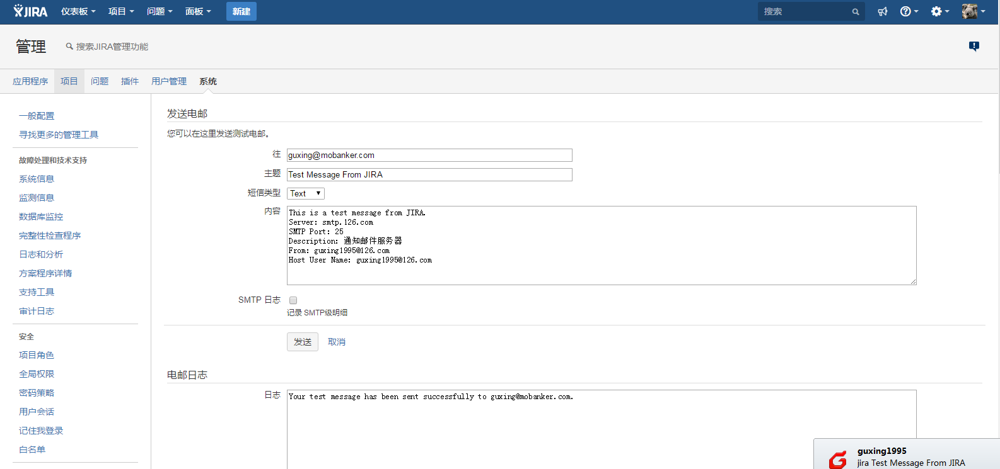 JIRA 仪表板 项目 问题 面板 新建 搜索
管理 搜索JIRA管理功能
应用程序 项目 问题 插件 用户管理 系统
一般配置
寻找更多的管理工具
故障处理和技术支持
系统信息
监测信息
数据库监控
完整性检查程序
日志和分析
方案程序详情
支持工具
审计日志
安全
项目角色
全局权限
密码策略
用户会话
记住我登录
白名单
发送电邮
您可以在这里发送测试电邮。
往 guxing@mobanker.com
主题 Test Message From JIRA
短信类型 Text
内容
This is a test message from JIRA.
Server: smtp.126.com
SMTP Port: 25
Description: 通知邮件服务器
From: guxing1995@126.com
Host User Name: guxing1995@126.com
SMTP 日志
记录 SMTP级明细
发送 取消
电邮日志
日志 Your test message has been sent successfully to guxing@mobanker.com.
guxing1995
jira Test Message From JIRA